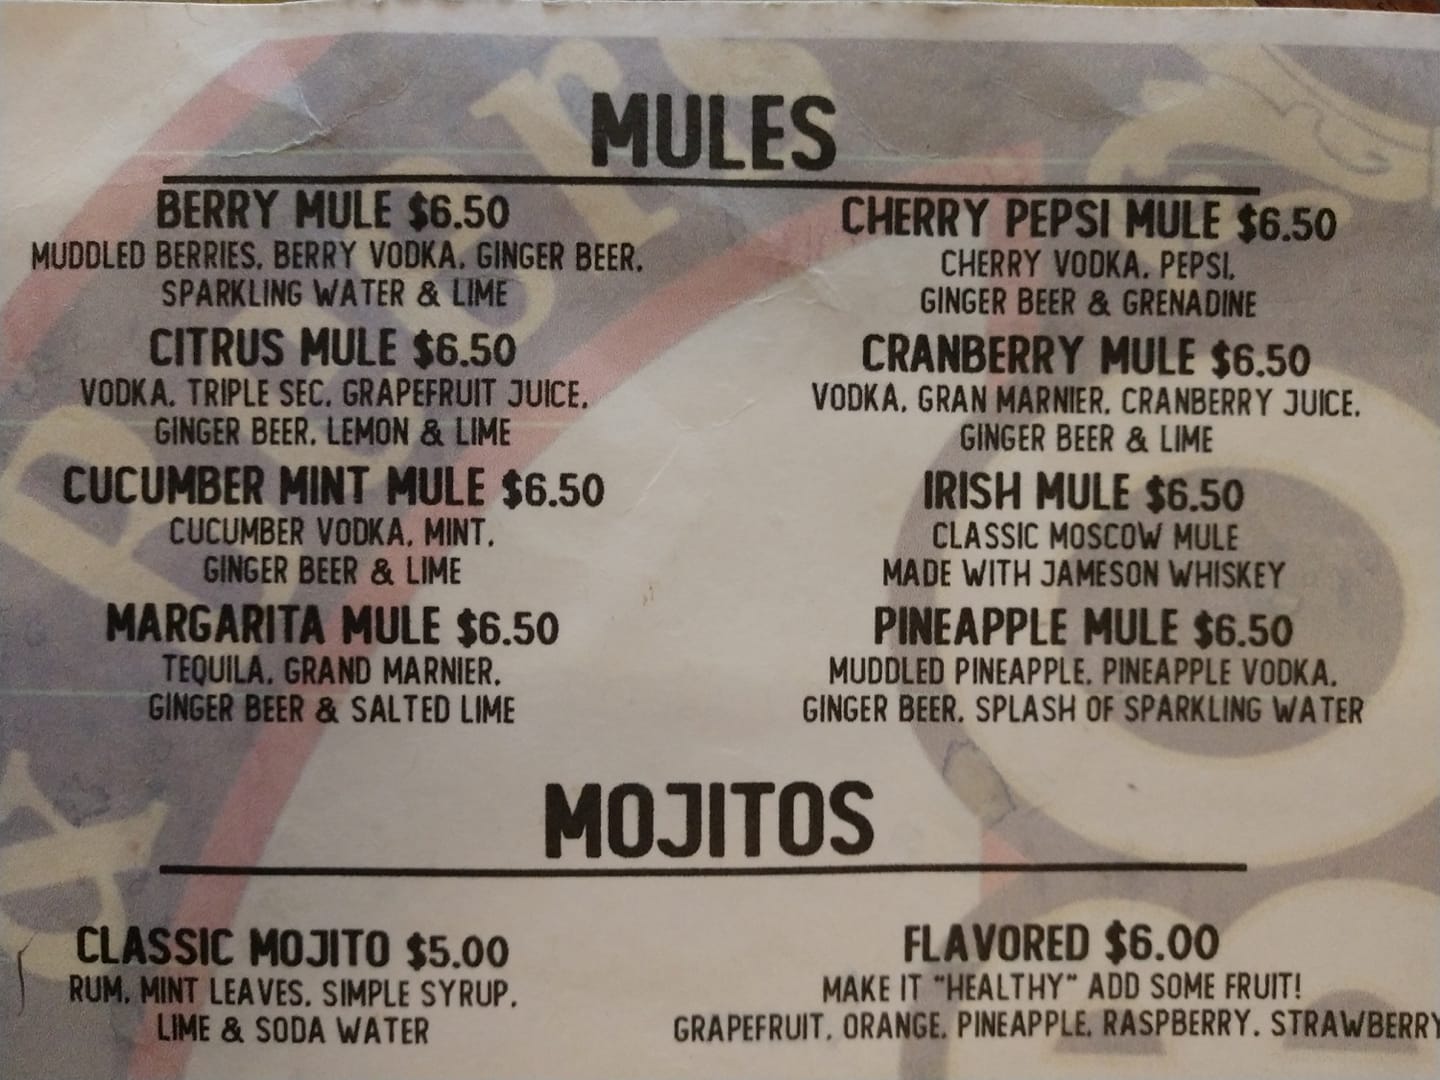 MULES
BERRY MULE $6.50
MUDDLED BERRIES, BERRY VODKA, GINGER BEER,
SPARKLING WATER & LIME
CITRUS MULE $6.50
VODKA, TRIPLE SEC, GRAPEFRUIT JUICE,
GINGER BEER, LEMON & LIME
CUCUMBER MINT MULE $6.50
CUCUMBER VODKA, MINT,
GINGER BEER & LIME
MARGARITA MULE $6.50
TEQUILA, GRAND MARNIER,
GINGER BEER & SALTED LIME
CHERRY PEPSI MULE $6.50
CHERRY VODKA, PEPSI,
GINGER BEER & GRENADINE
CRANBERRY MULE $6.50
VODKA, GRAN MARNIER, CRANBERRY JUICE,
GINGER BEER & LIME
IRISH MULE $6.50
CLASSIC MOSCOW MULE
MADE WITH JAMESON WHISKEY
PINEAPPLE MULE $6.50
MUDDLED PINEAPPLE, PINEAPPLE VODKA,
GINGER BEER, SPLASH OF SPARKLING WATER
MOJITOS
CLASSIC MOJITO $5.00
RUM, MINT LEAVES, SIMPLE SYRUP,
LIME & SODA WATER
FLAVORED $6.00
MAKE IT "HEALTHY" ADD SOME FRUIT!
GRAPEFRUIT, ORANGE, PINEAPPLE, RASPBERRY, STRAWBERRY